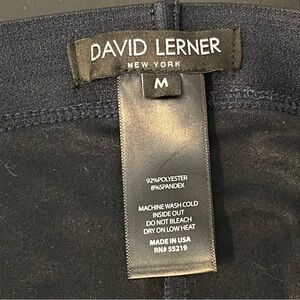 DAVID LERNER
NEW YORK
M
92%POLYESTER
8%SPANDEX
MACHINE WASH COLD
INSIDE OUT
DO NOT BLEACH
DRY ON LOW HEAT
MADE IN USA
RN# 55219